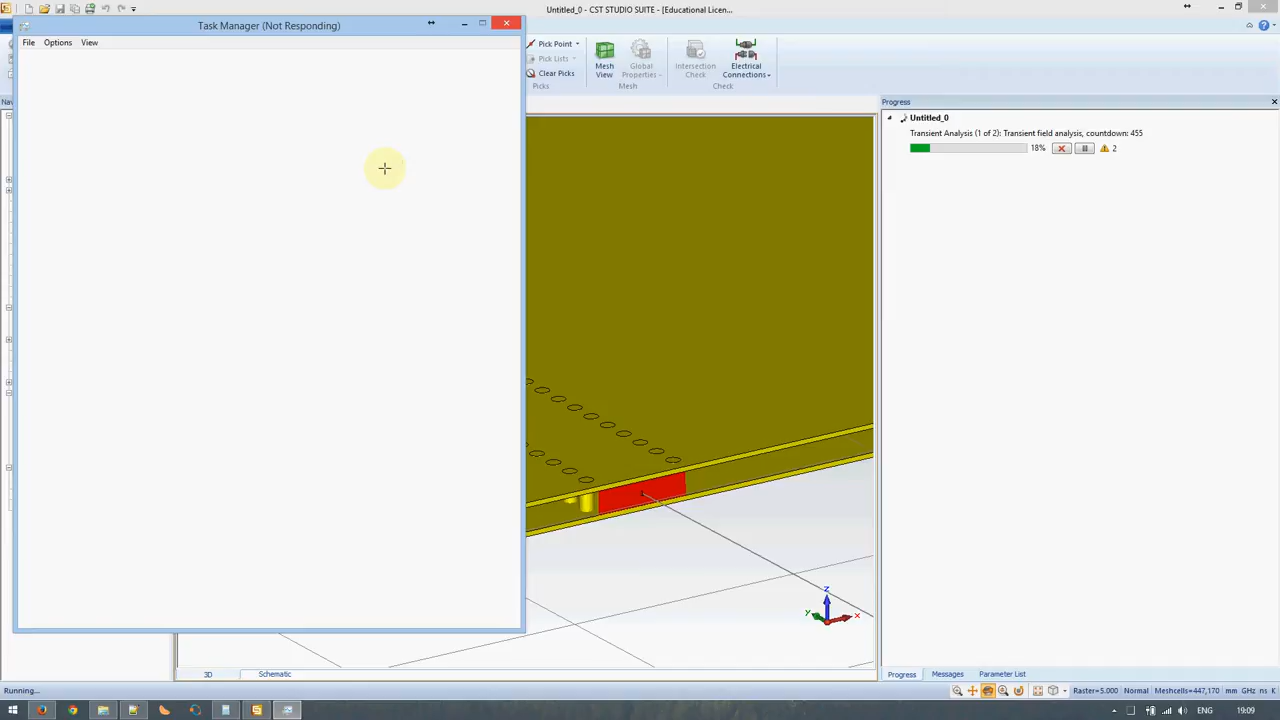 Untitled_0 - CST STUDIO SUITE - [Educational Licen...
Task Manager (Not Responding)
File Options View
Pick Point
Pick Lists
Clear Picks
Picks
Mesh View
Global Properties
Mesh
Intersection Check
Electrical Connections
Check
Nav
Progress
Untitled_0
Transient Analysis (1 of 2): Transient field analysis, countdown: 455
18%
2
Z
Y
X
3D
Schematic
Progress
Messages
Parameter List
Running...
Raster=5.000 Normal Meshcells=447,170 mm GHz ns K
ENG
19:09